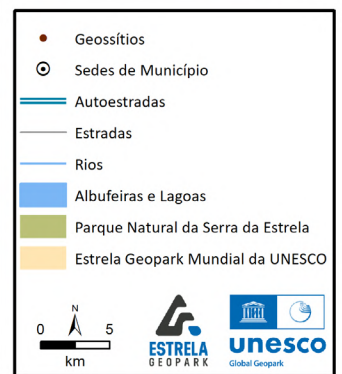 Geossítios
Sedes de Município
Autoestradas
Estradas
Rios
Albufeiras e Lagoas
Parque Natural da Serra da Estrela
Estrela Geopark Mundial da UNESCO
N
0 5
km
ESTRELA
GEOPARK
unesco
Global Geopark